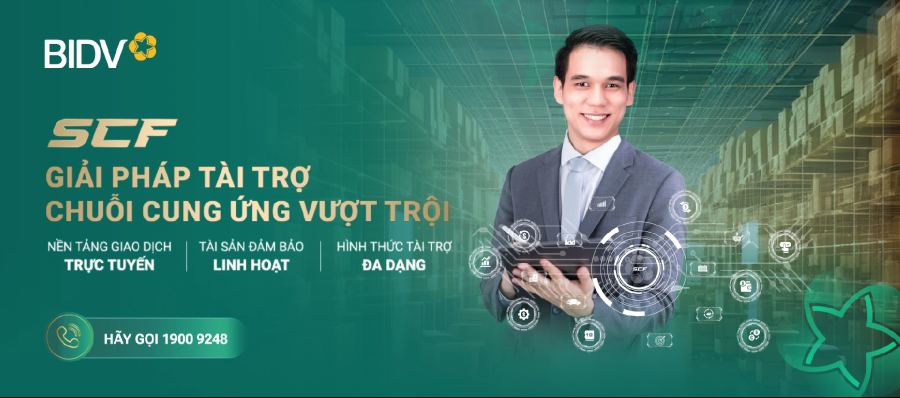 BIDV
SCF
GIẢI PHÁP TÀI TRỢ
CHUỖI CUNG ỨNG VƯỢT TRỘI
NỀN TẢNG GIAO DỊCH
TRỰC TUYẾN
TÀI SẢN ĐẢM BẢO
LINH HOẠT
HÌNH THỨC TÀI TRỢ
ĐA DẠNG
SCF
HÃY GỌI 1900 9248